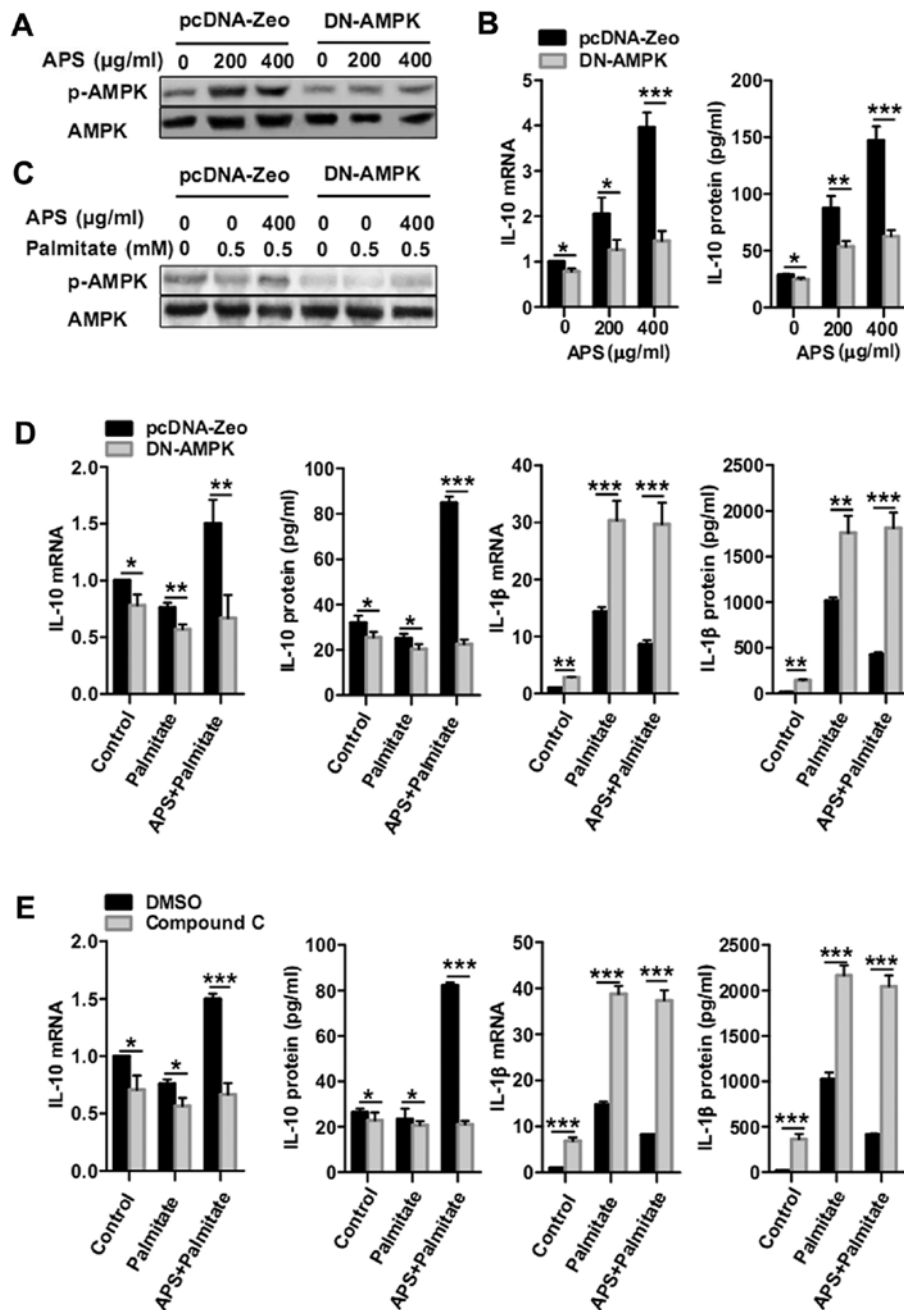 A
pcDNA-Zeo DN-AMPK
APS (µg/ml) 0 200 400 0 200 400
p-AMPK
AMPK
B
pcDNA-Zeo
DN-AMPK
IL-10 mRNA
5
4
3
2
1
0
* * ***
0 200 400
APS (µg/ml)
IL-10 protein (pg/ml)
200
150
100
50
0
* ** ***
0 200 400
APS (µg/ml)
C
pcDNA-Zeo DN-AMPK
APS (µg/ml) 0 0 400 0 0 400
Palmitate (mM) 0 0.5 0.5 0 0.5 0.5
p-AMPK
AMPK
D
pcDNA-Zeo
DN-AMPK
IL-10 mRNA
2.0
1.5
1.0
0.5
0.0
* ** **
Control Palmitate APS+Palmitate
IL-10 protein (pg/ml)
100
80
60
40
20
0
* * ***
Control Palmitate APS+Palmitate
IL-1β mRNA
40
30
20
10
0
** *** ***
Control Palmitate APS+Palmitate
IL-1β protein (pg/ml)
2500
2000
1500
1000
500
0
** ** ***
Control Palmitate APS+Palmitate
E
DMSO
Compound C
IL-10 mRNA
2.0
1.5
1.0
0.5
0.0
* * ***
Control Palmitate APS+Palmitate
IL-10 protein (pg/ml)
100
80
60
40
20
0
* * ***
Control Palmitate APS+Palmitate
IL-1β mRNA
50
40
30
20
10
0
*** *** ***
Control Palmitate APS+Palmitate
IL-1β protein (pg/ml)
2500
2000
1500
1000
500
0
*** *** ***
Control Palmitate APS+Palmitate